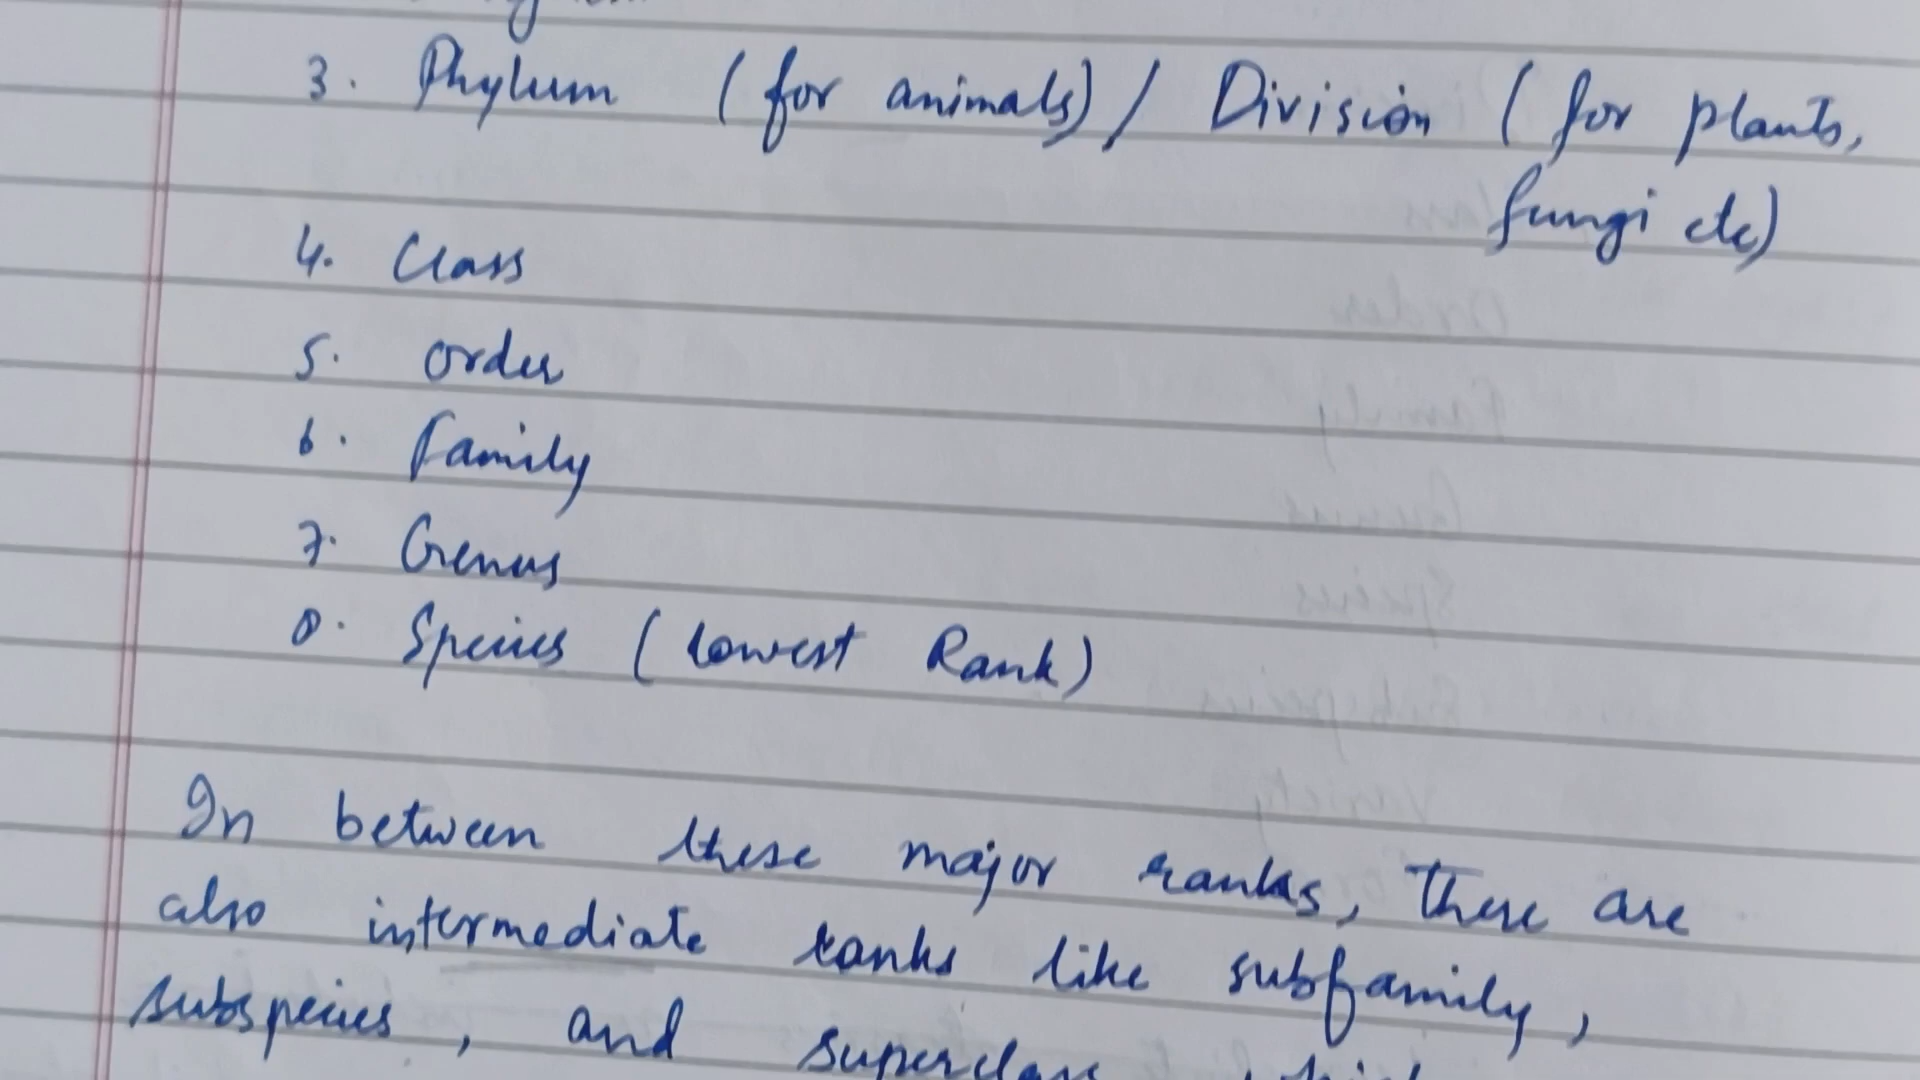 3. Phylum (for animals) / Division (for plants,
fungi etc)
4. Class
5. order
6. Family
7. Genus
8. Species (lowest Rank)
In between these major ranks, there are
also intermediate ranks like subfamily,
subspecies, and superclass